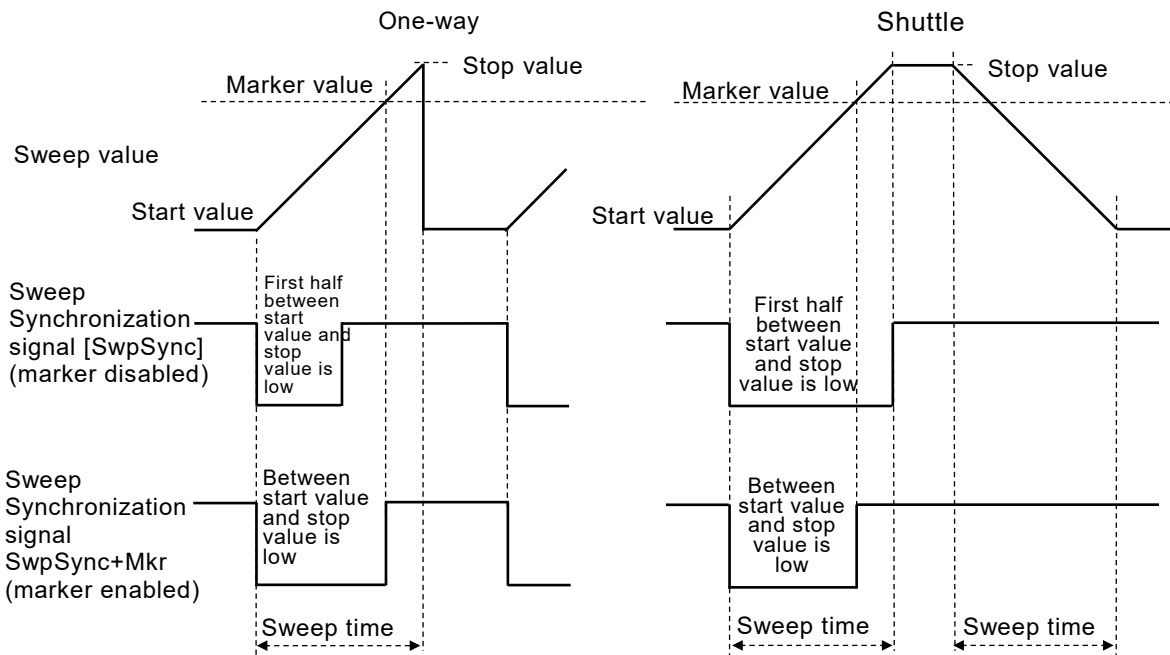 One-way
Shuttle
Stop value
Stop value
Marker value
Marker value
Sweep value
Start value
Start value
Sweep
Synchronization
signal [SwpSync]
(marker disabled)
First half
between
start
value and
stop
value is
low
First half
between
start value
and stop
value is low
Sweep
Synchronization
signal
SwpSync+Mkr
(marker enabled)
Between
start value
and stop
value is
low
Between
start value
and stop
value is
low
Sweep time
Sweep time
Sweep time